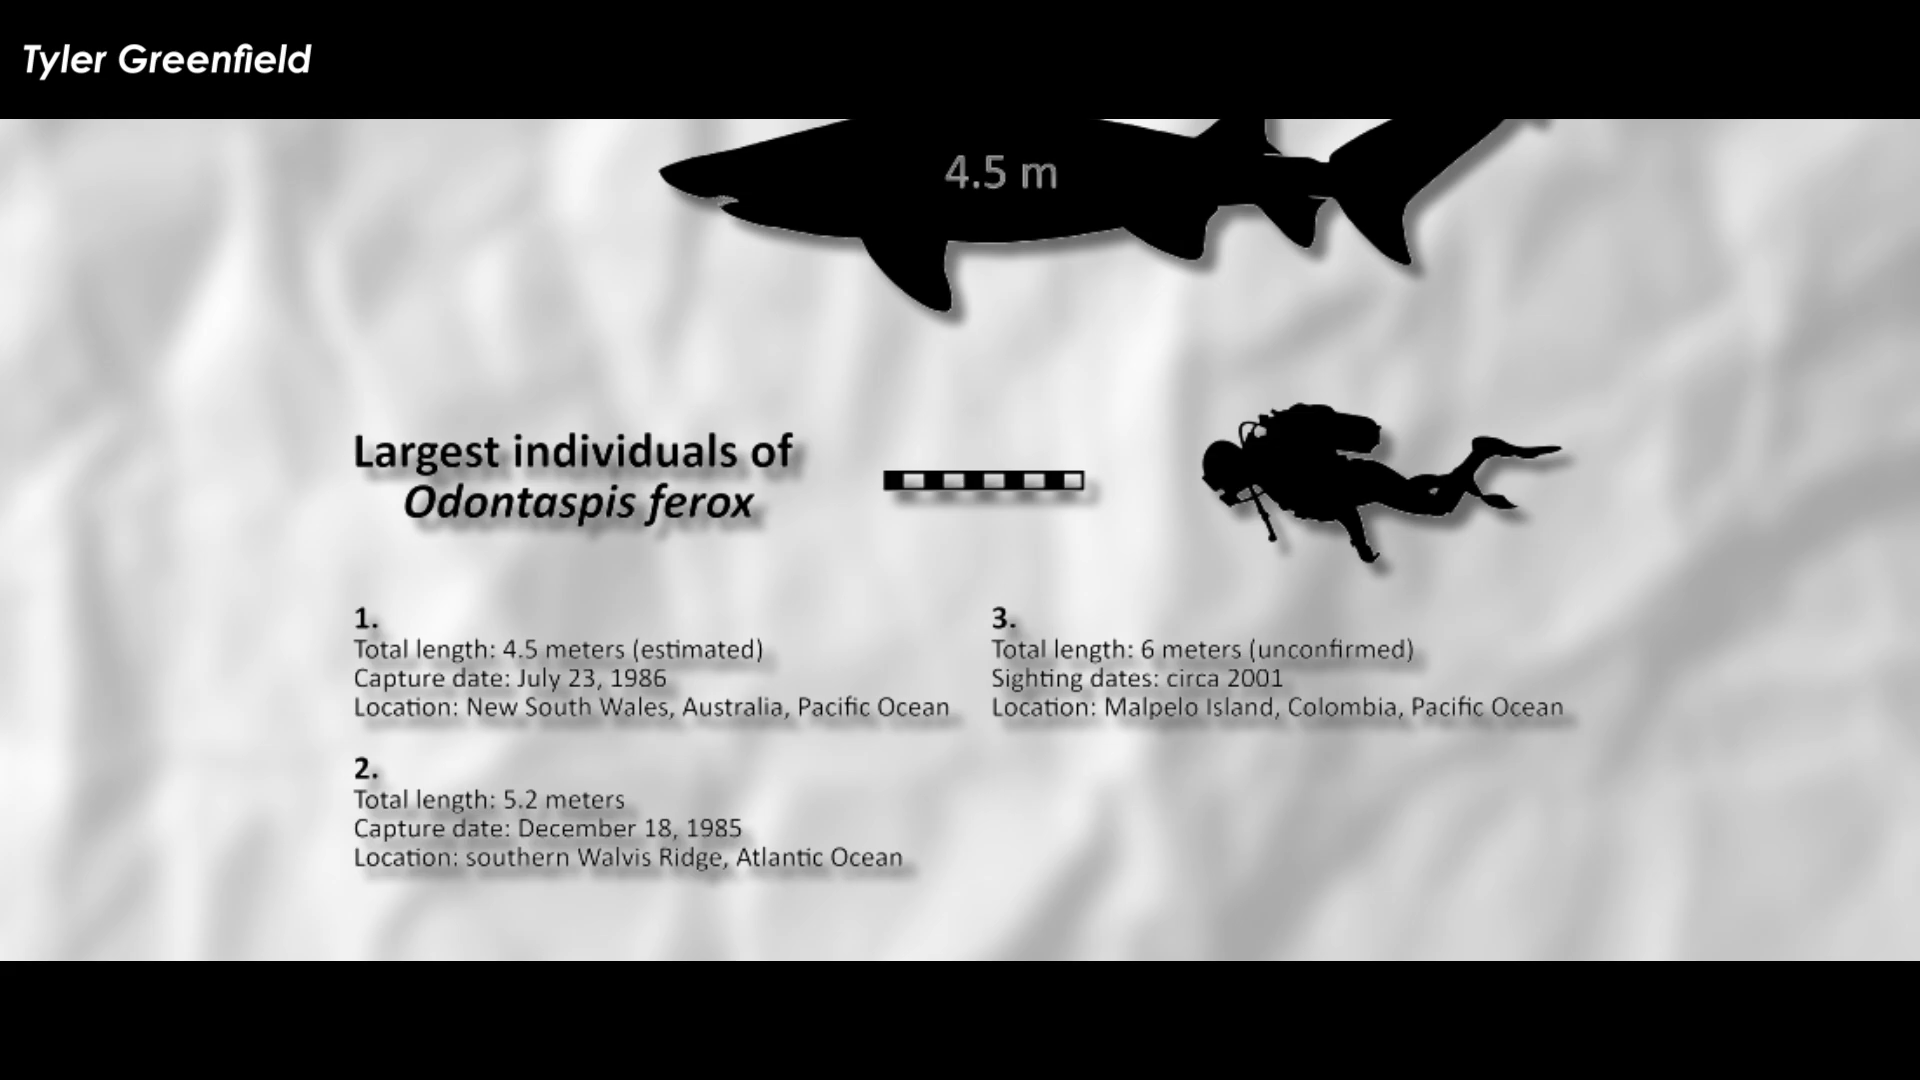 Tyler Greenfield
4.5 m
Largest individuals of
Odontaspis ferox
1.
Total length: 4.5 meters (estimated)
Capture date: July 23, 1986
Location: New South Wales, Australia, Pacific Ocean
2.
Total length: 5.2 meters
Capture date: December 18, 1985
Location: southern Walvis Ridge, Atlantic Ocean
3.
Total length: 6 meters (unconfirmed)
Sighting dates: circa 2001
Location: Malpelo Island, Colombia, Pacific Ocean